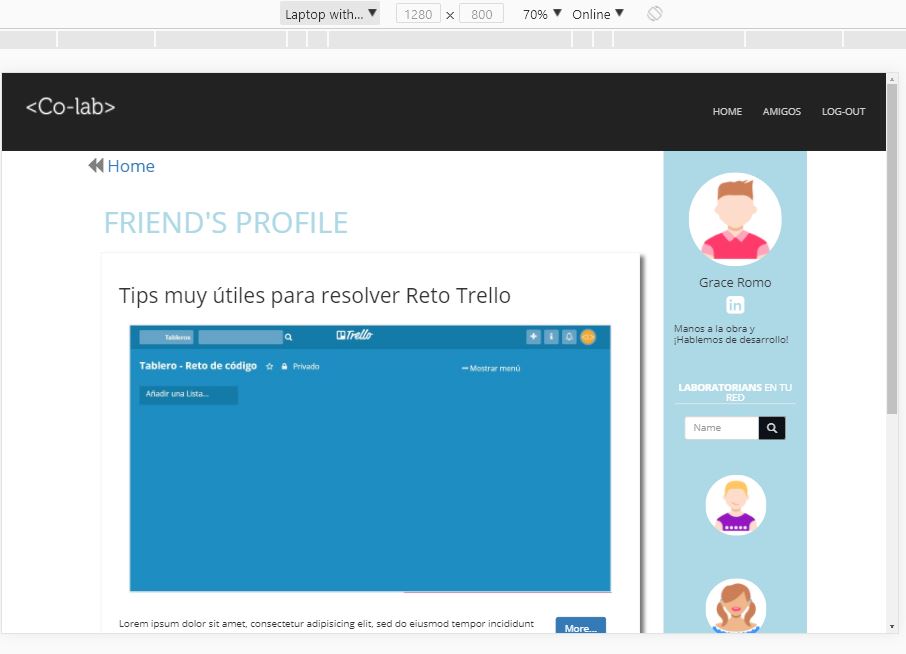 Laptop with... 1280 x 800 70% Online
<Co-lab>
HOME AMIGOS LOG-OUT
Home
FRIEND'S PROFILE
Tips muy útiles para resolver Reto Trello
Tableros Trello
Tablero - Reto de código Privado Mostrar menú
Añadir una Lista...
Lorem ipsum dolor sit amet, consectetur adipisicing elit, sed do eiusmod tempor incididunt
More...
Grace Romo
in
Manos a la obra y
¡Hablemos de desarrollo!
LABORATORIANS EN TU
RED
Name